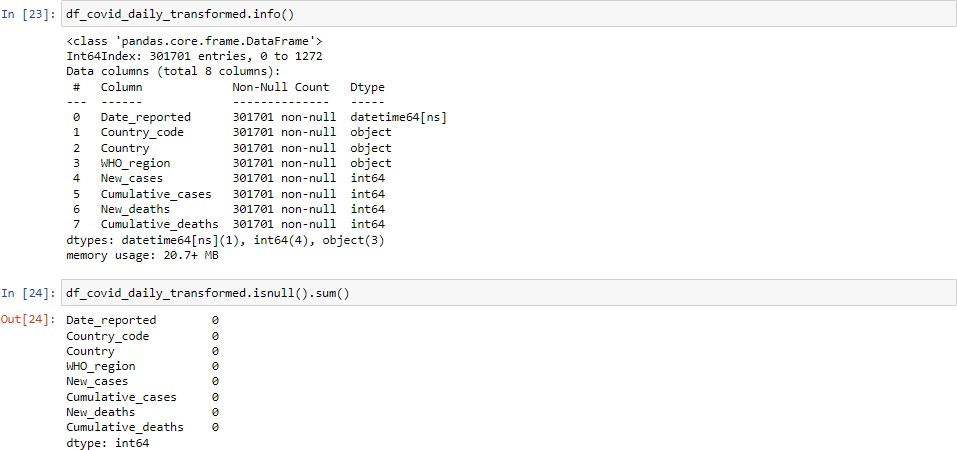 In [23]: df_covid_daily_transformed.info()
<class 'pandas.core.frame.DataFrame'>
Int64Index: 301701 entries, 0 to 1272
Data columns (total 8 columns):
 #   Column             Non-Null Count   Dtype
---  ------             --------------   -----
 0   Date_reported      301701 non-null  datetime64[ns]
 1   Country_code       301701 non-null  object
 2   Country            301701 non-null  object
 3   WHO_region         301701 non-null  object
 4   New_cases          301701 non-null  int64
 5   Cumulative_cases   301701 non-null  int64
 6   New_deaths         301701 non-null  int64
 7   Cumulative_deaths  301701 non-null  int64
dtypes: datetime64[ns](1), int64(4), object(3)
memory usage: 20.7+ MB
In [24]: df_covid_daily_transformed.isnull().sum()
Out[24]: Date_reported        0
Country_code         0
Country              0
WHO_region           0
New_cases            0
Cumulative_cases     0
New_deaths           0
Cumulative_deaths    0
dtype: int64